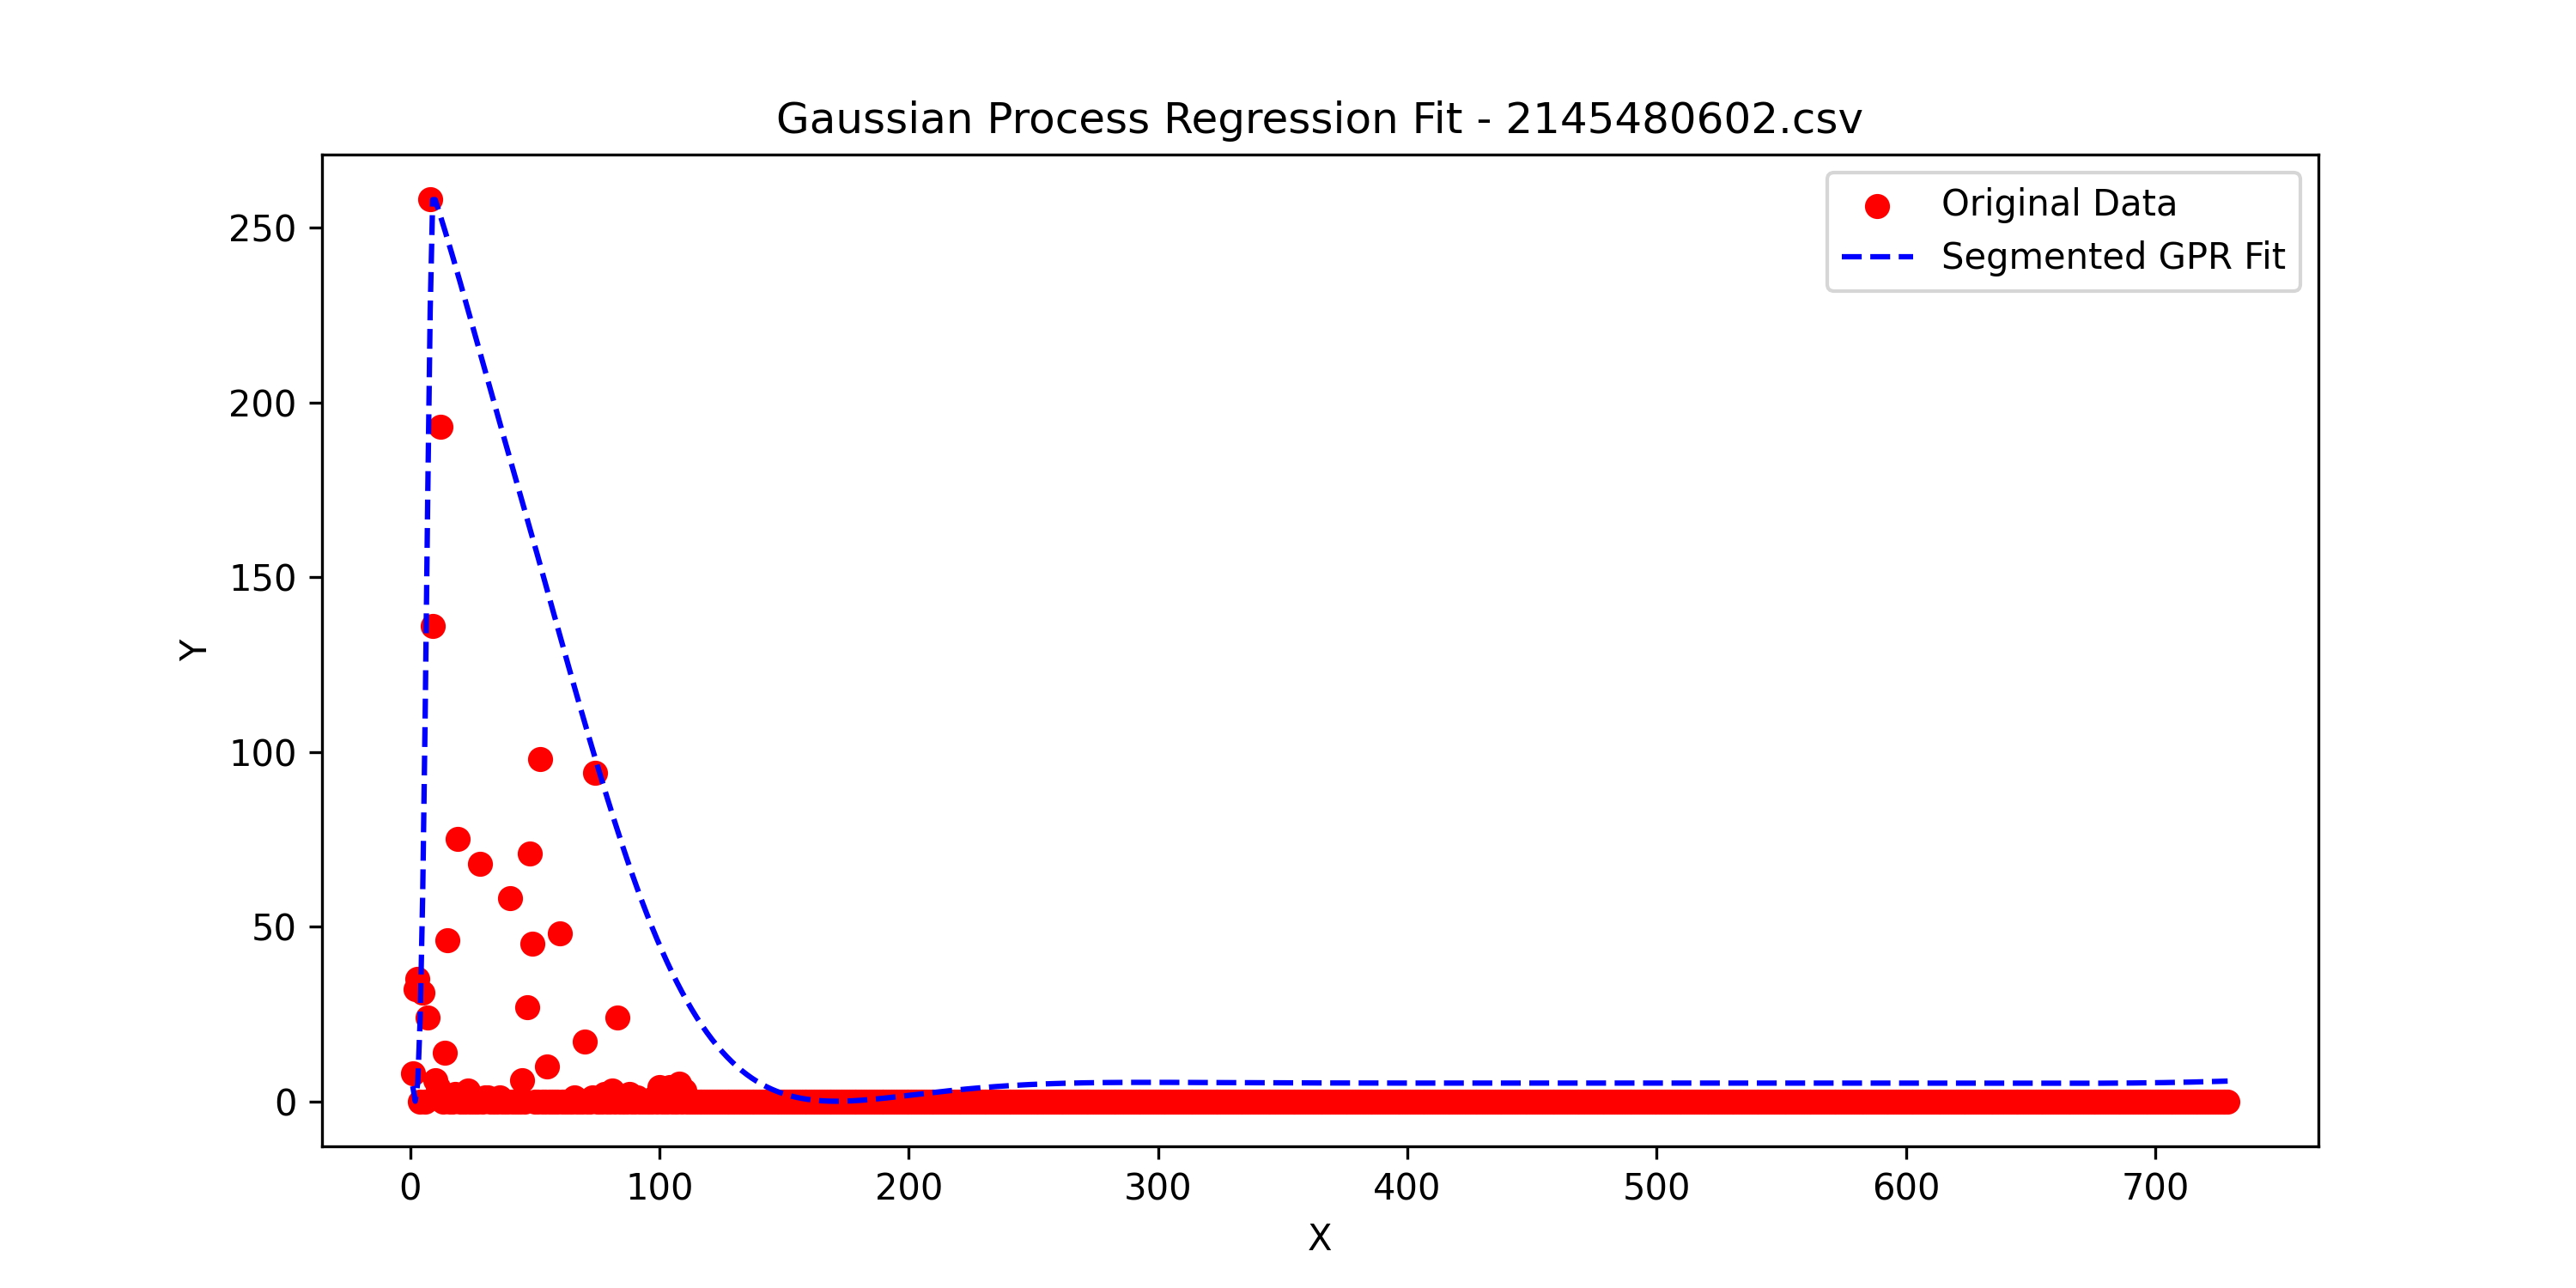 Gaussian Process Regression Fit - 2145480602.csv
Original Data
Segmented GPR Fit
250
200
150
100
50
0
Y
0 100 200 300 400 500 600 700
X